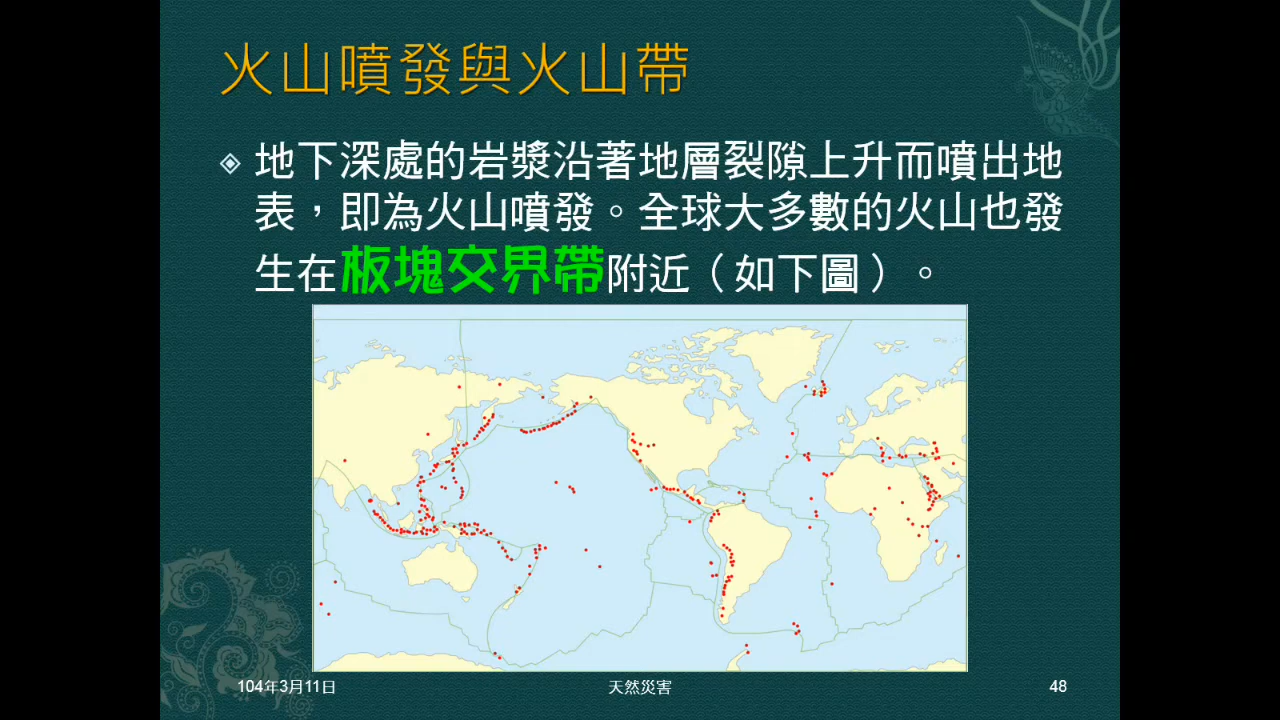 火山噴發與火山帶
地下深處的岩漿沿著地層裂隙上升而噴出地
表，即為火山噴發。全球大多數的火山也發
生在板塊交界帶附近（如下圖）。
104年3月11日
天然災害
48